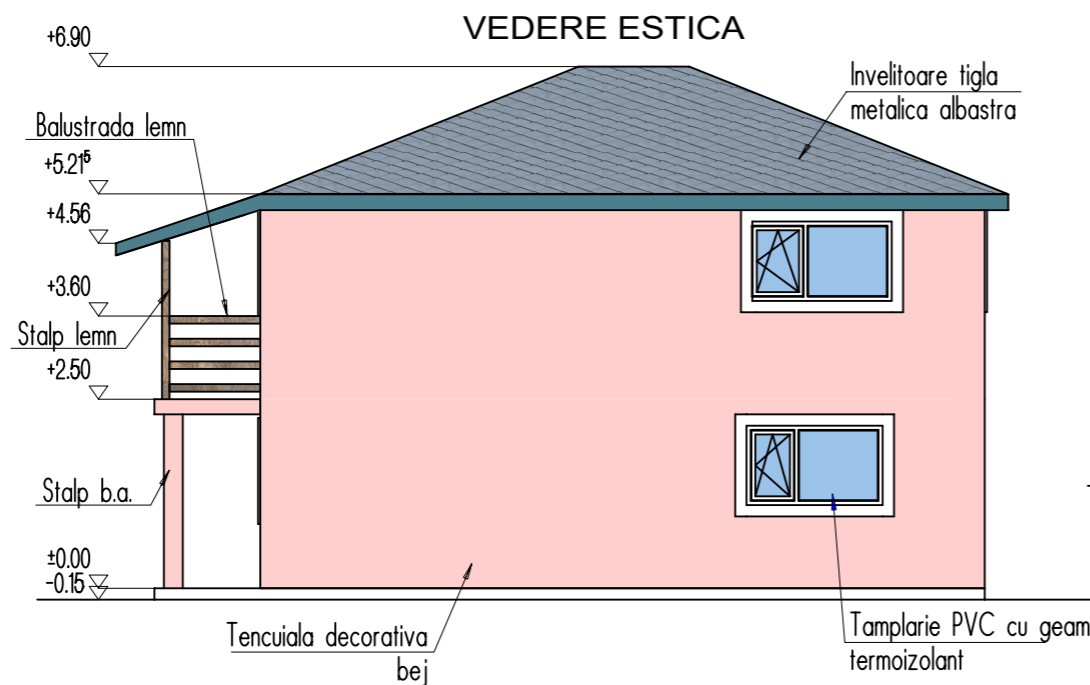 VEDERE ESTICA
+6.90
Invelitoare tigla
metalica albastra
Balustrada lemn
+5.21⁵
+4.56
+3.60
Stalp lemn
+2.50
Stalp b.a.
±0.00
-0.15
Tencuiala decorativa
bej
Tamplarie PVC cu geam
termoizolant